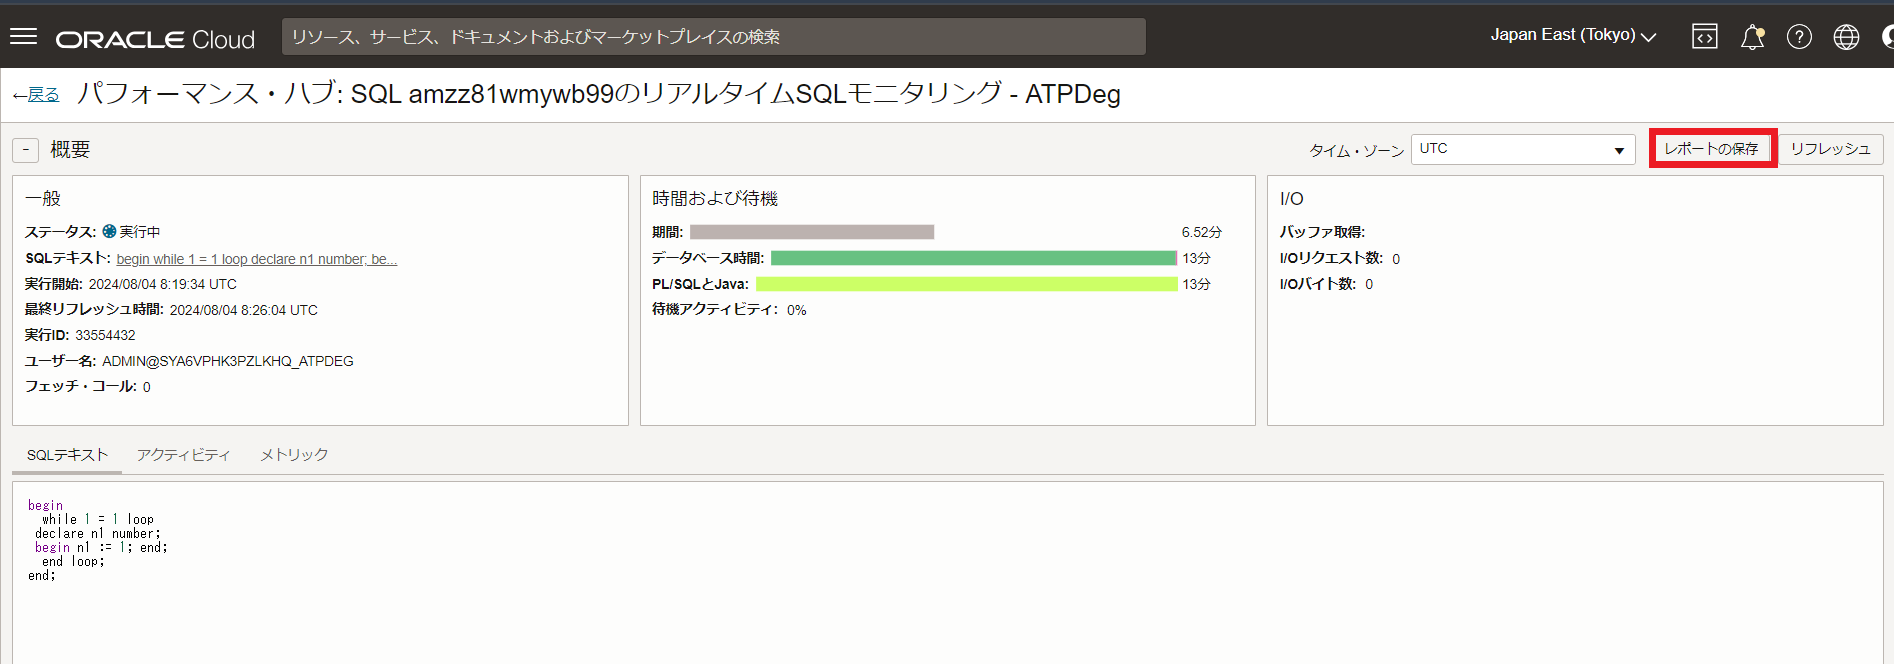 ORACLE Cloud
リソース、サービス、ドキュメントおよびマーケットプレイスの検索
Japan East (Tokyo)
←戻る パフォーマンス・ハブ: SQL amzz81wmywb99のリアルタイムSQLモニタリング - ATPDeg
- 概要
タイム・ゾーン UTC
レポートの保存
リフレッシュ
一般
ステータス: 実行中
SQLテキスト: begin while 1 = 1 loop declare n1 number; be...
実行開始: 2024/08/04 8:19:34 UTC
最終リフレッシュ時間: 2024/08/04 8:26:04 UTC
実行ID: 33554432
ユーザー名: ADMIN@SYA6VPHK3PZLKHQ_ATPDEG
フェッチ・コール: 0
時間および待機
期間: 6.52分
データベース時間: 13分
PL/SQLとJava: 13分
待機アクティビティ: 0%
I/O
バッファ取得:
I/Oリクエスト数: 0
I/Oバイト数: 0
SQLテキスト アクティビティ メトリック
begin
while 1 = 1 loop
declare n1 number;
begin n1 := 1; end;
end loop;
end;